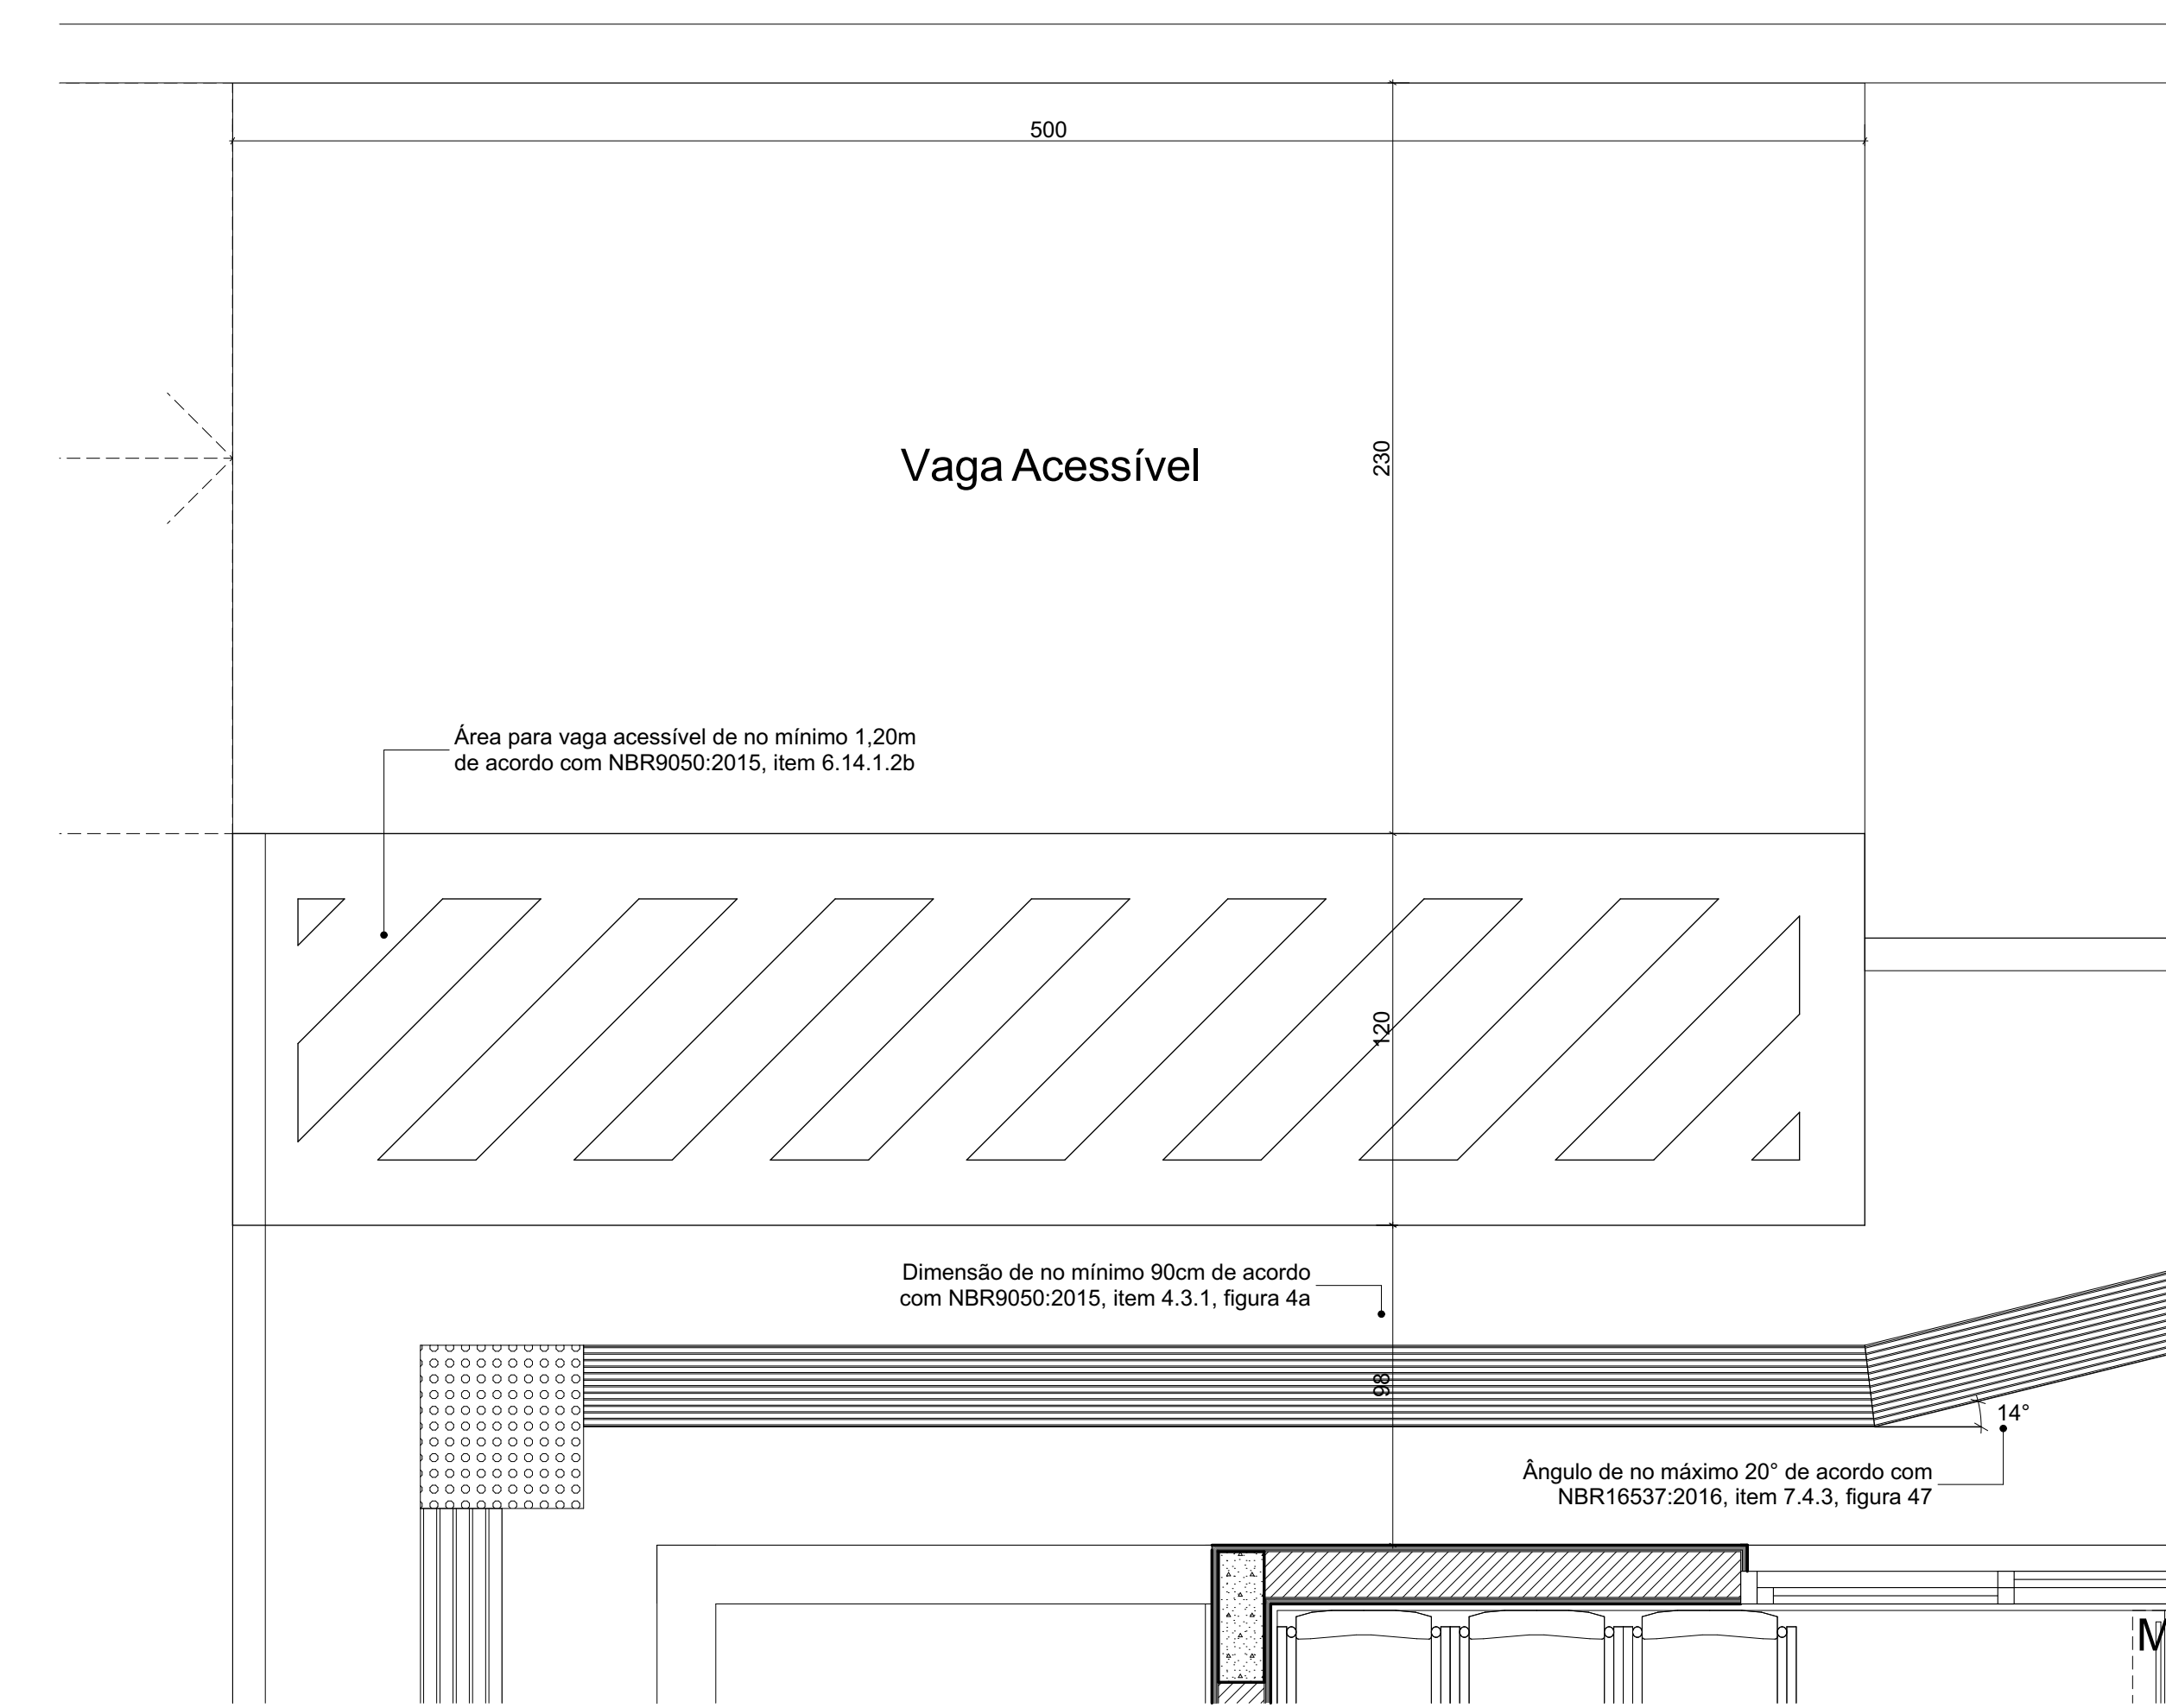 500
Vaga Acessível
230
Área para vaga acessível de no mínimo 1,20m
de acordo com NBR9050:2015, item 6.14.1.2b
120
Dimensão de no mínimo 90cm de acordo
com NBR9050:2015, item 4.3.1, figura 4a
98
14°
Ângulo de no máximo 20° de acordo com
NBR16537:2016, item 7.4.3, figura 47